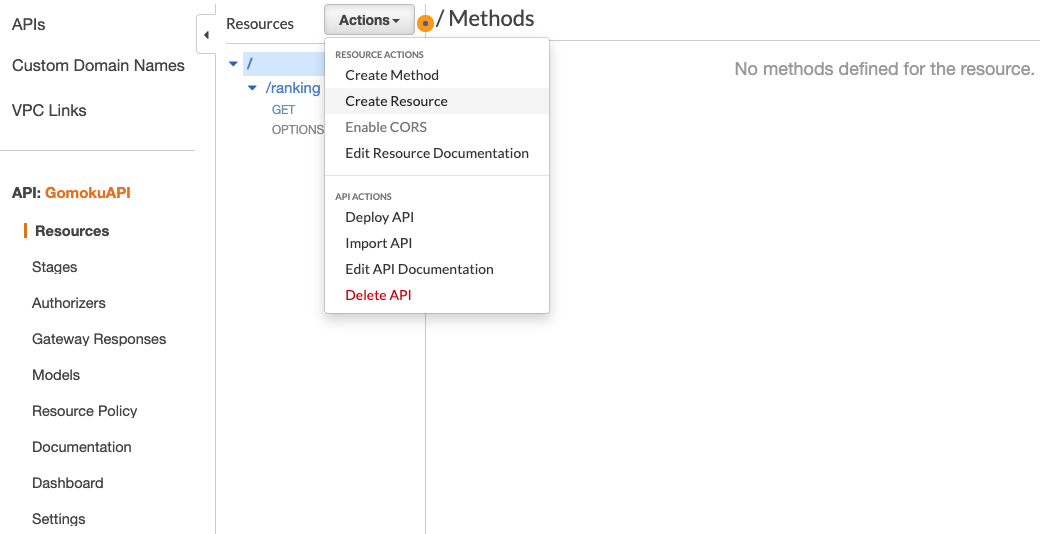 APIs
Custom Domain Names
VPC Links
API: GomokuAPI
Resources
Stages
Authorizers
Gateway Responses
Models
Resource Policy
Documentation
Dashboard
Settings
Resources
Actions
/
/ranking
GET
OPTIONS
RESOURCE ACTIONS
Create Method
Create Resource
Enable CORS
Edit Resource Documentation
API ACTIONS
Deploy API
Import API
Edit API Documentation
Delete API
/ Methods
No methods defined for the resource.